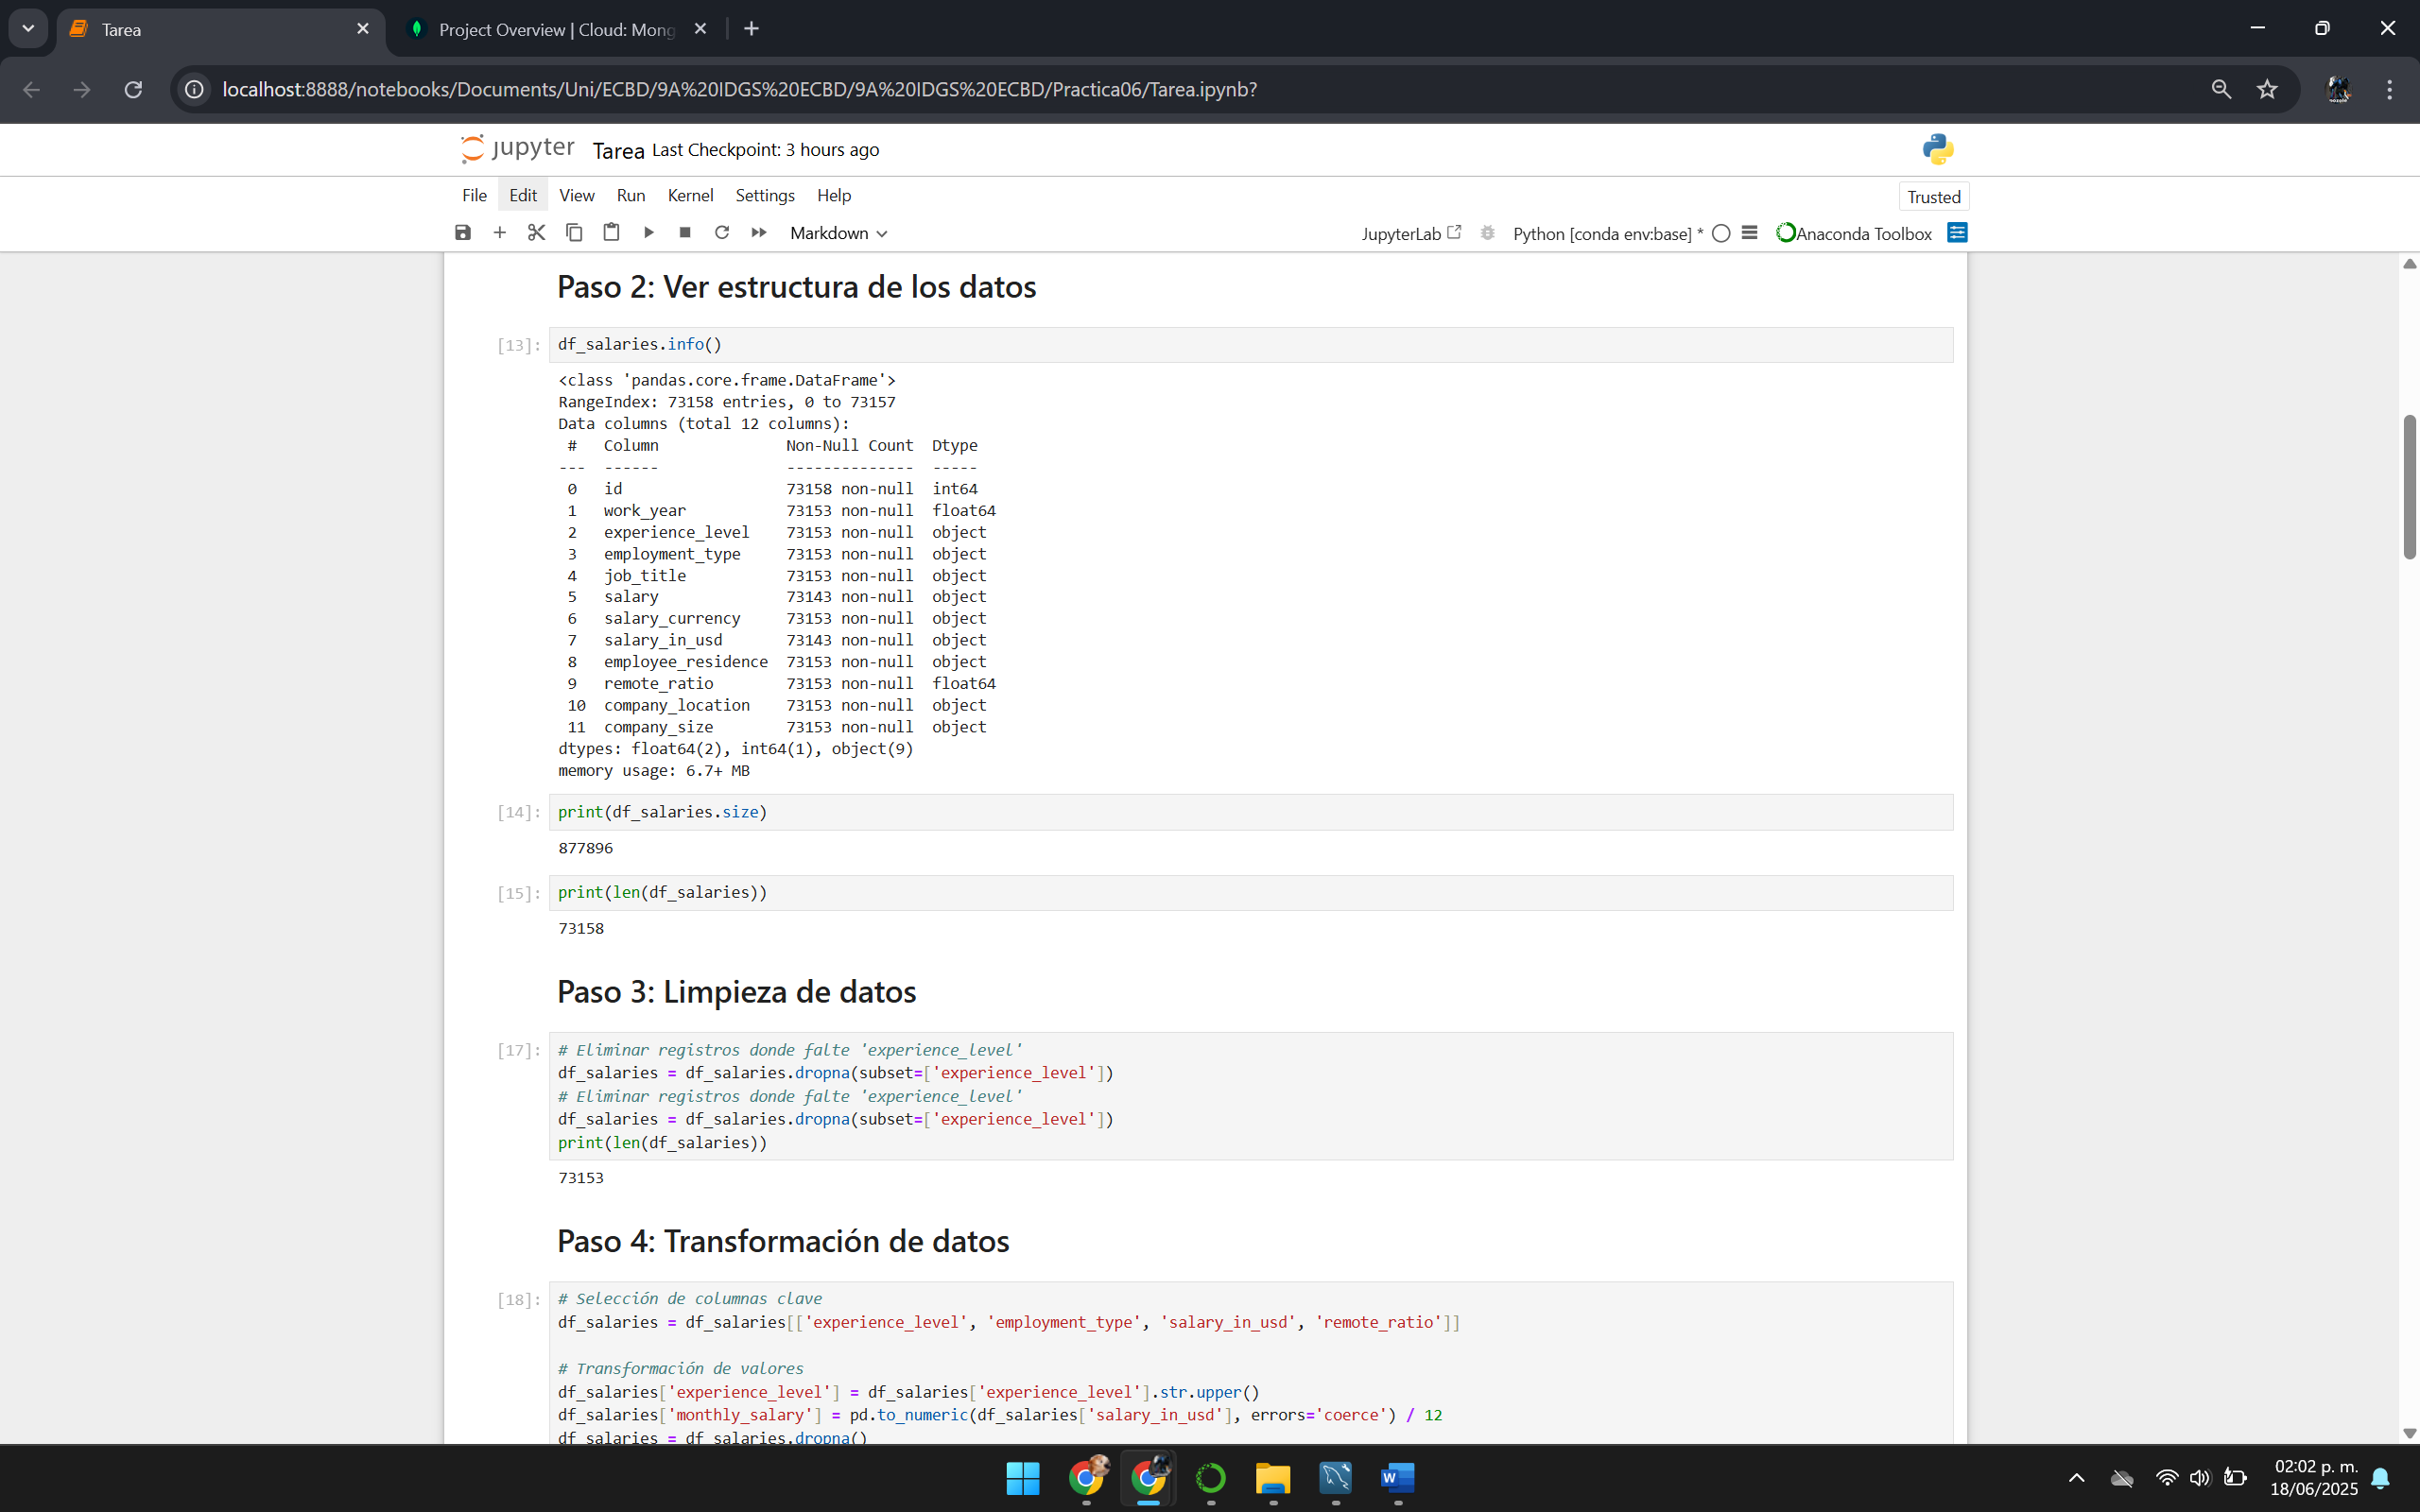 Tarea
Project Overview | Cloud: Mong
localhost:8888/notebooks/Documents/Uni/ECBD/9A%20IDGS%20ECBD/9A%20IDGS%20ECBD/Practica06/Tarea.ipynb?
jupyter Tarea Last Checkpoint: 3 hours ago
File Edit View Run Kernel Settings Help
Trusted
Markdown
JupyterLab Python [conda env:base] * Anaconda Toolbox
Paso 2: Ver estructura de los datos
[13]: df_salaries.info()
<class 'pandas.core.frame.DataFrame'>
RangeIndex: 73158 entries, 0 to 73157
Data columns (total 12 columns):
# Column Non-Null Count Dtype
--- ------ -------------- -----
0 id 73158 non-null int64
1 work_year 73153 non-null float64
2 experience_level 73153 non-null object
3 employment_type 73153 non-null object
4 job_title 73153 non-null object
5 salary 73143 non-null object
6 salary_currency 73153 non-null object
7 salary_in_usd 73143 non-null object
8 employee_residence 73153 non-null object
9 remote_ratio 73153 non-null float64
10 company_location 73153 non-null object
11 company_size 73153 non-null object
dtypes: float64(2), int64(1), object(9)
memory usage: 6.7+ MB
[14]: print(df_salaries.size)
877896
[15]: print(len(df_salaries))
73158
Paso 3: Limpieza de datos
[17]: # Eliminar registros donde falte 'experience_level'
df_salaries = df_salaries.dropna(subset=['experience_level'])
# Eliminar registros donde falte 'experience_level'
df_salaries = df_salaries.dropna(subset=['experience_level'])
print(len(df_salaries))
73153
Paso 4: Transformación de datos
[18]: # Selección de columnas clave
df_salaries = df_salaries[['experience_level', 'employment_type', 'salary_in_usd', 'remote_ratio']]
# Transformación de valores
df_salaries['experience_level'] = df_salaries['experience_level'].str.upper()
df_salaries['monthly_salary'] = pd.to_numeric(df_salaries['salary_in_usd'], errors='coerce') / 12
df_salaries = df_salaries.dropna()
W
02:02 p. m.
18/06/2025